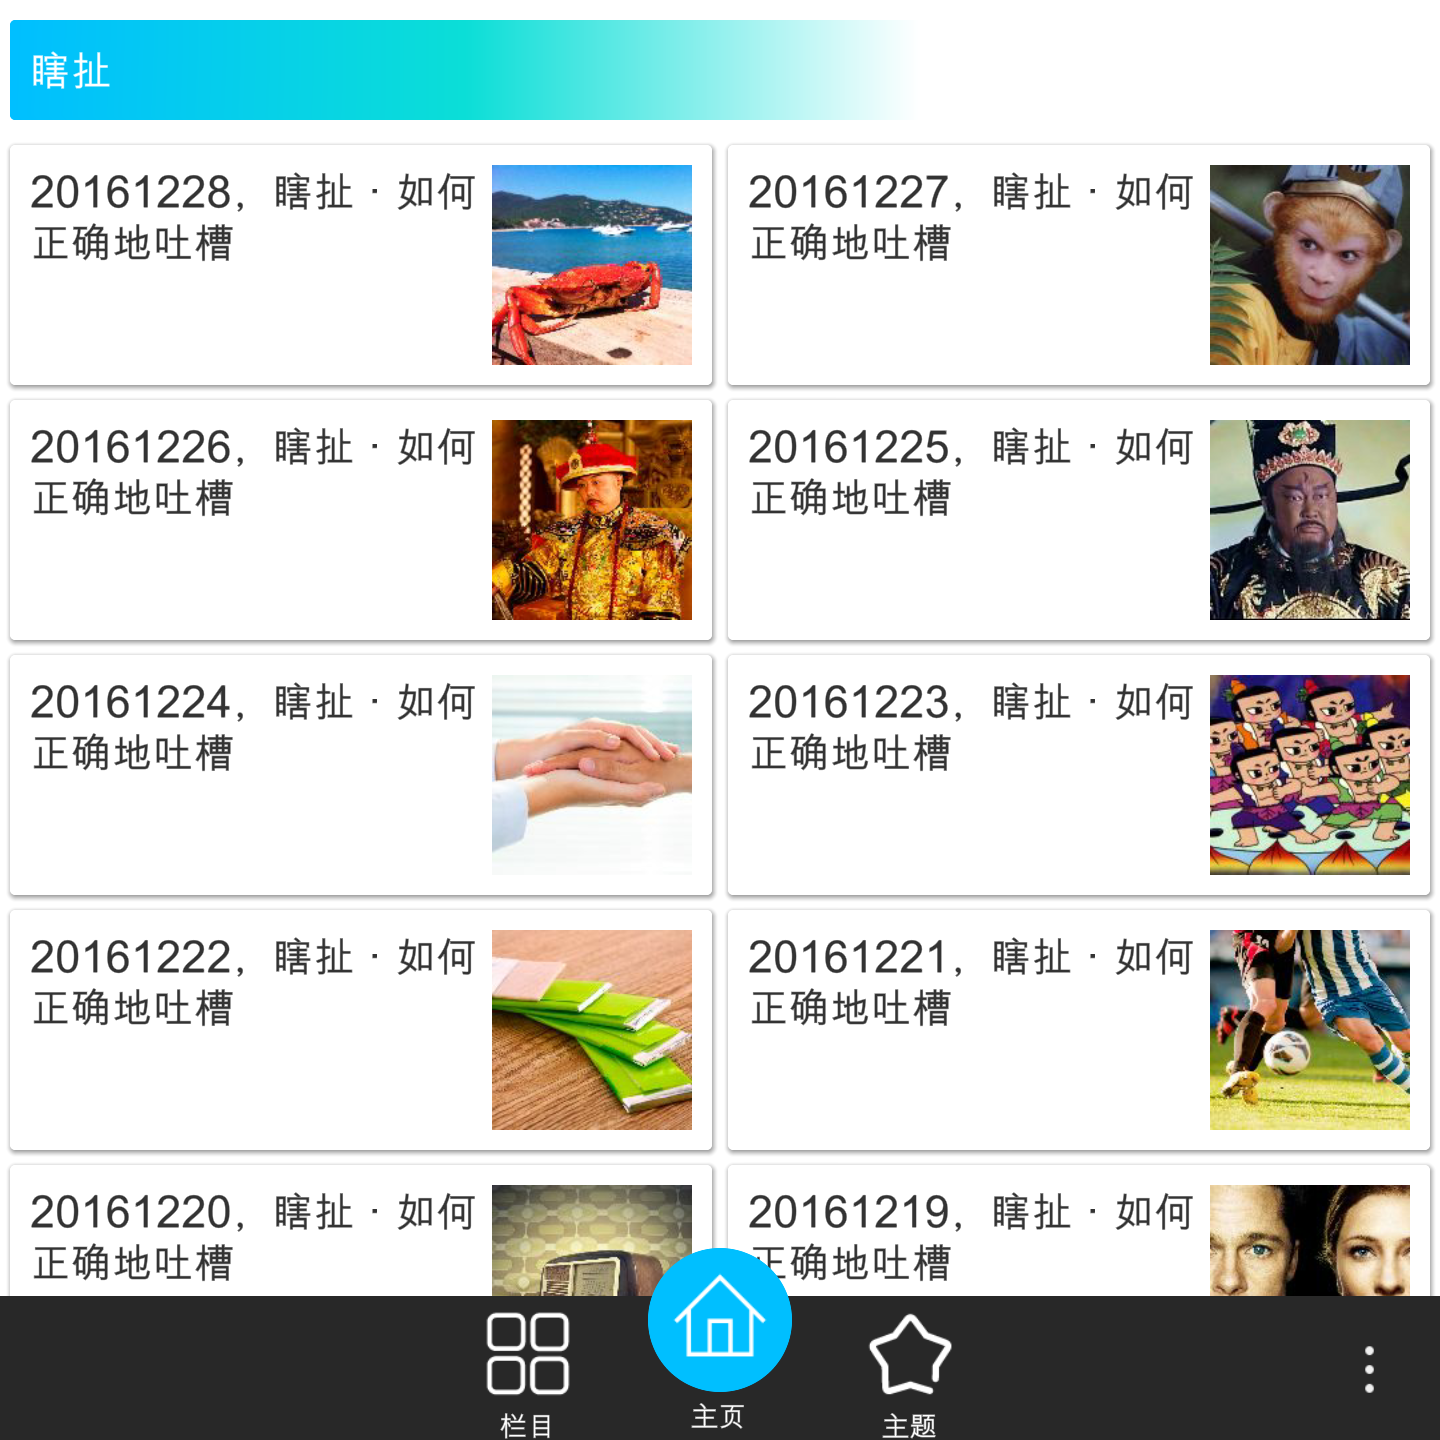 瞎扯
20161228，瞎扯 · 如何
正确地吐槽
20161227，瞎扯 · 如何
正确地吐槽
20161226，瞎扯 · 如何
正确地吐槽
20161225，瞎扯 · 如何
正确地吐槽
20161224，瞎扯 · 如何
正确地吐槽
20161223，瞎扯 · 如何
正确地吐槽
20161222，瞎扯 · 如何
正确地吐槽
20161221，瞎扯 · 如何
正确地吐槽
20161220，瞎扯 · 如何
正确地吐槽
20161219，瞎扯 · 如何
正确地吐槽
栏目
主页
主题